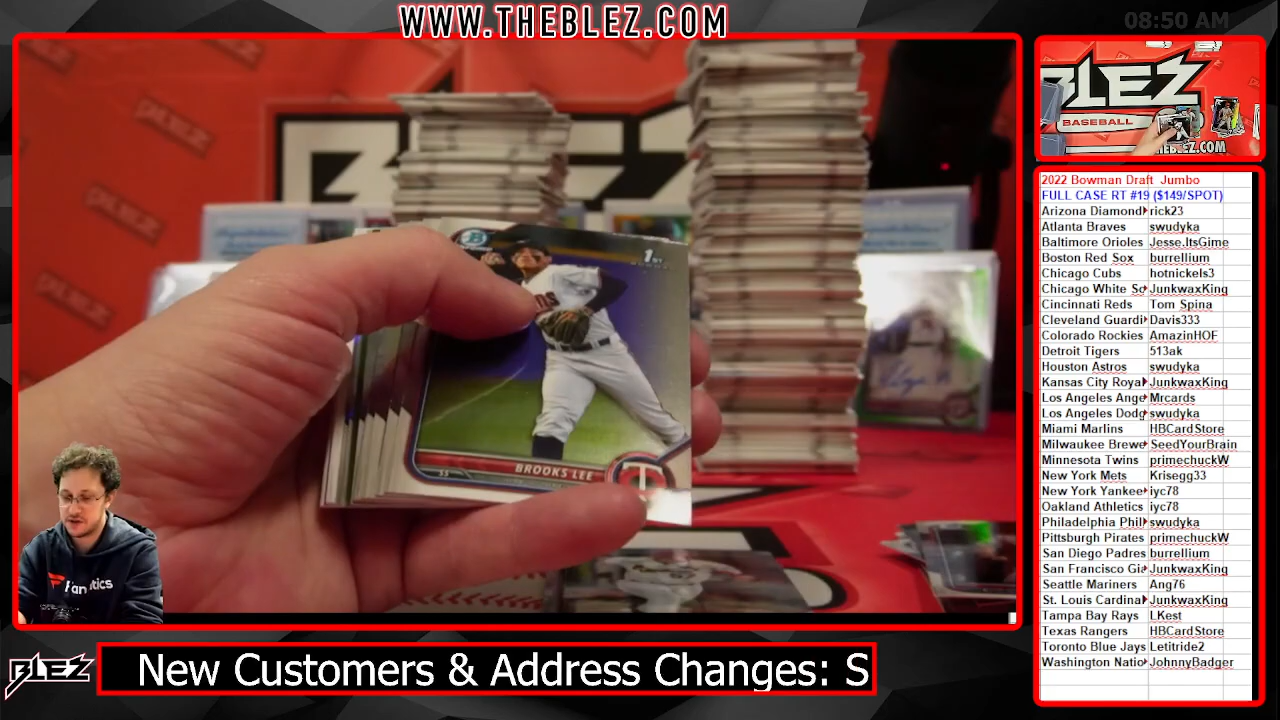 WWW.THEBLEZ.COM
08:50 AM
BLEZ
BASEBALL
THEBLEZ.COM
1ST
BROOKS LEE
Fanatics
2022 Bowman Draft Jumbo
FULL CASE RT #19 ($149/SPOT)
Arizona Diamond rick23
Atlanta Braves swudyka
Baltimore Orioles Jesse.ItsGime
Boston Red Sox burrellium
Chicago Cubs hotnickels3
Chicago White So JunkwaxKing
Cincinnati Reds Tom Spina
Cleveland Guardi Davis333
Colorado Rockies AmazinHOF
Detroit Tigers 513ak
Houston Astros swudyka
Kansas City Royal JunkwaxKing
Los Angeles Ange Mrcards
Los Angeles Dodg swudyka
Miami Marlins HBCardStore
Milwaukee Brewe SeedYourBrain
Minnesota Twins primechuckW
New York Mets Krisegg33
New York Yankee iyc78
Oakland Athletics iyc78
Philadelphia Phil swudyka
Pittsburgh Pirates primechuckW
San Diego Padres burrellium
San Francisco Gia JunkwaxKing
Seattle Mariners Ang76
St. Louis Cardinal JunkwaxKing
Tampa Bay Rays LKest
Texas Rangers HBCardStore
Toronto Blue Jays Letitride2
Washington Natio JohnnyBadger
BLEZ
New Customers & Address Changes: S